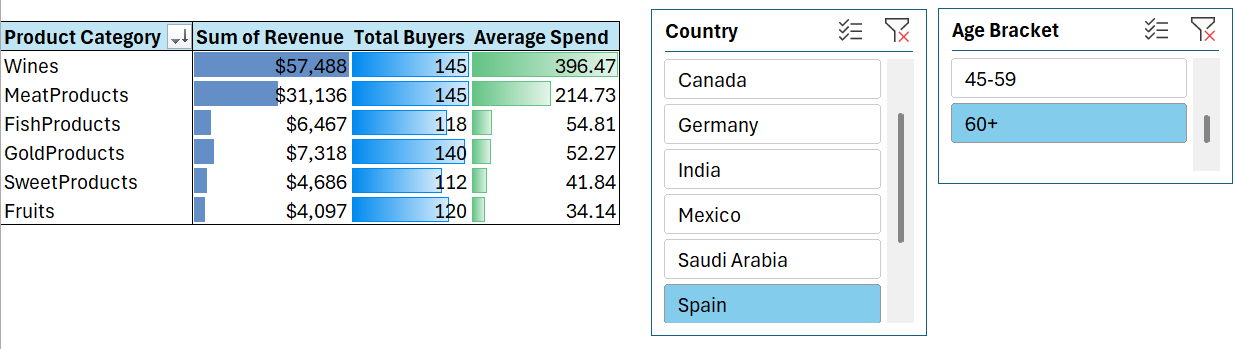 Product Category Sum of Revenue Total Buyers Average Spend
Wines $57,488 145 396.47
MeatProducts $31,136 145 214.73
FishProducts $6,467 118 54.81
GoldProducts $7,318 140 52.27
SweetProducts $4,686 112 41.84
Fruits $4,097 120 34.14
Country
Canada
Germany
India
Mexico
Saudi Arabia
Spain
Age Bracket
45-59
60+